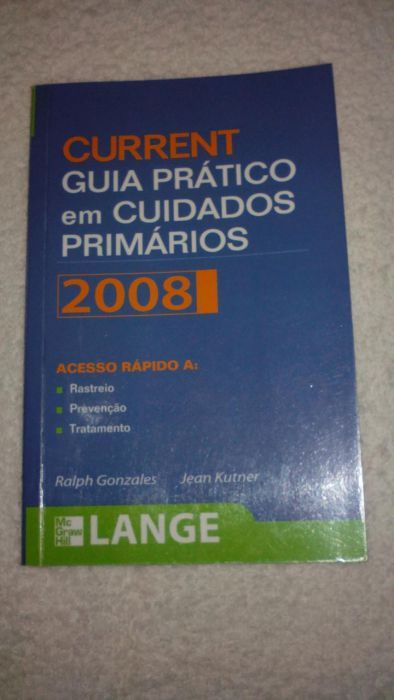 CURRENT
GUIA PRÁTICO
em CUIDADOS
PRIMÁRIOS
2008
ACESSO RÁPIDO A:
Rastreio
Prevenção
Tratamento
Ralph Gonzales Jean Kutner
Mc
Graw
Hill
LANGE